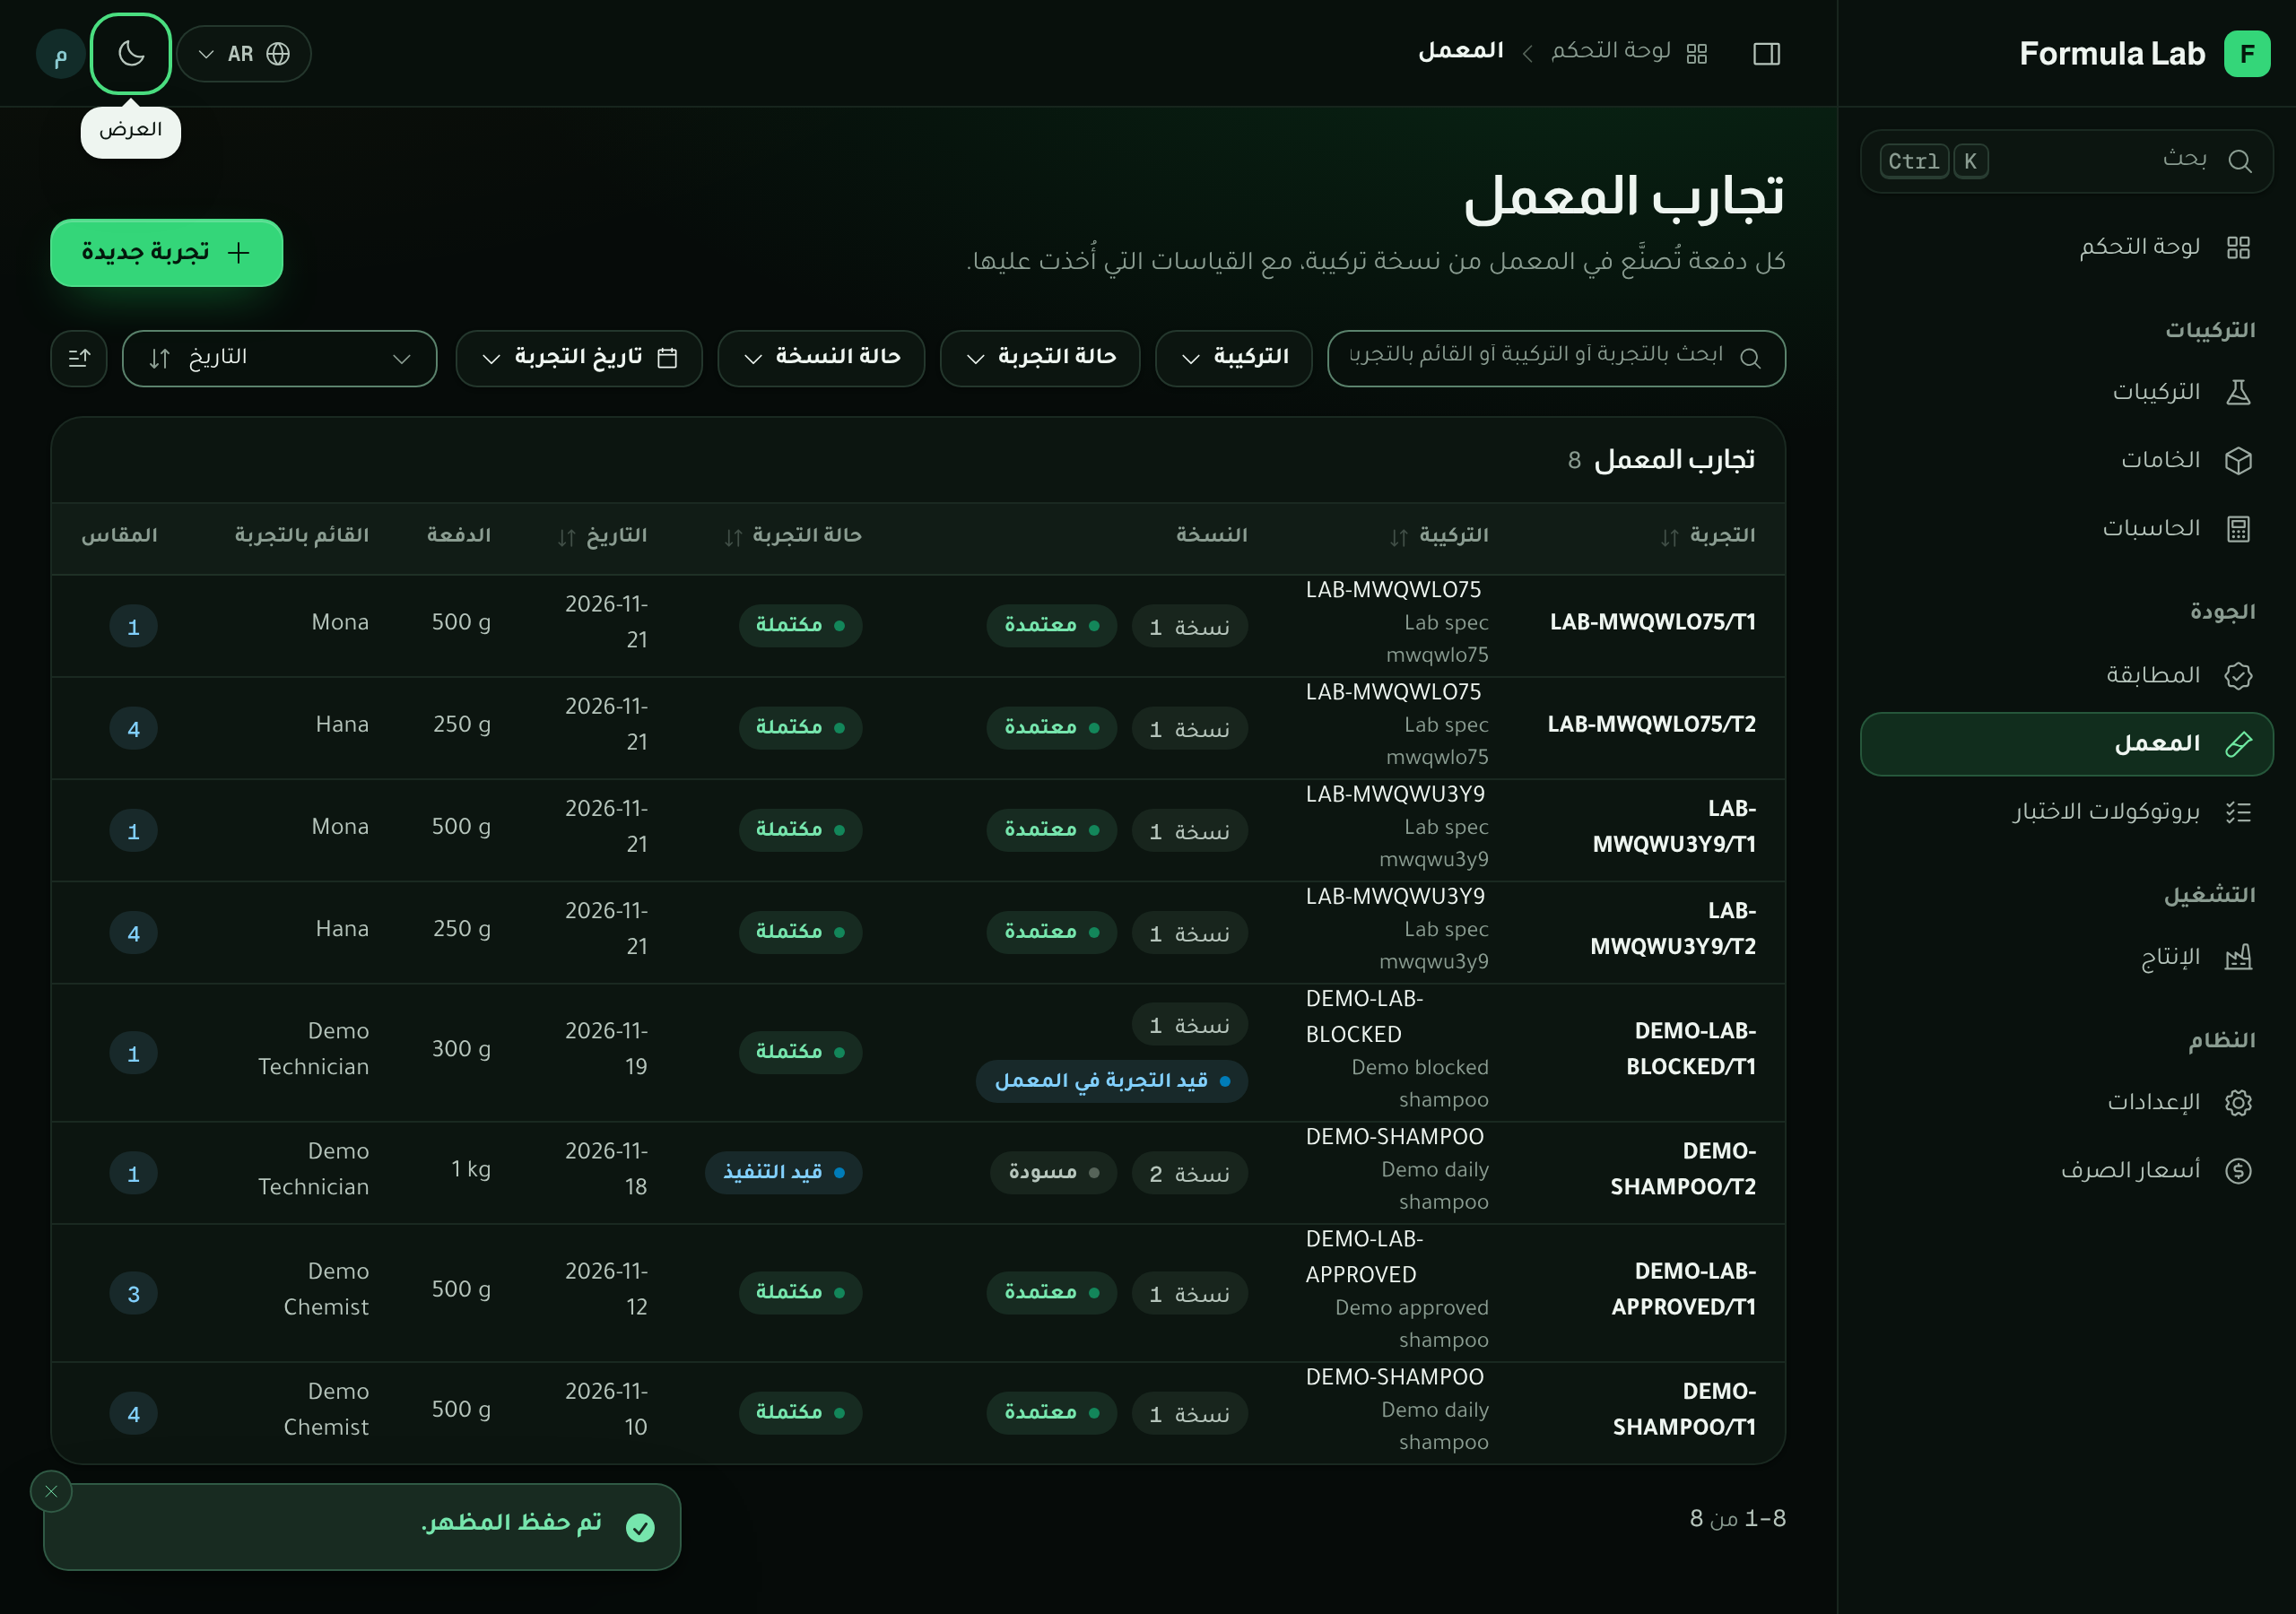 F Formula Lab
بحث Ctrl K
لوحة التحكم
التركيبات
التركيبات
الخامات
الحاسبات
الجودة
المطابقة
المعمل
بروتوكولات الاختبار
التشغيل
الإنتاج
النظام
الإعدادات
أسعار الصرف
لوحة التحكم المعمل
AR
م
العرض
تجارب المعمل
كل دفعة تُصنَّع في المعمل من نسخة تركيبة، مع القياسات التي أُخذت عليها.
تجربة جديدة
ابحث بالتجربة أو التركيبة أو القائم بالتجربة
التركيبة
حالة التجربة
حالة النسخة
تاريخ التجربة
التاريخ
تجارب المعمل 8
التجربة التركيبة النسخة حالة التجربة التاريخ الدفعة القائم بالتجربة المقاس
LAB-MWQWLO75/T1
LAB-MWQWLO75
Lab spec
mwqwlo75
نسخة 1 معتمدة
مكتملة
2026-11-
21
500 g
Mona
1
LAB-MWQWLO75/T2
LAB-MWQWLO75
Lab spec
mwqwlo75
نسخة 1 معتمدة
مكتملة
2026-11-
21
250 g
Hana
4
LAB-
MWQWU3Y9/T1
LAB-MWQWU3Y9
Lab spec
mwqwu3y9
نسخة 1 معتمدة
مكتملة
2026-11-
21
500 g
Mona
1
LAB-
MWQWU3Y9/T2
LAB-MWQWU3Y9
Lab spec
mwqwu3y9
نسخة 1 معتمدة
مكتملة
2026-11-
21
250 g
Hana
4
DEMO-LAB-
BLOCKED/T1
DEMO-LAB-
BLOCKED
Demo blocked
shampoo
نسخة 1
قيد التجربة في المعمل
مكتملة
2026-11-
19
300 g
Demo
Technician
1
DEMO-
SHAMPOO/T2
DEMO-SHAMPOO
Demo daily
shampoo
نسخة 2 مسودة
قيد التنفيذ
2026-11-
18
1 kg
Demo
Technician
1
DEMO-LAB-
APPROVED/T1
DEMO-LAB-
APPROVED
Demo approved
shampoo
نسخة 1 معتمدة
مكتملة
2026-11-
12
500 g
Demo
Chemist
3
DEMO-
SHAMPOO/T1
DEMO-SHAMPOO
Demo daily
shampoo
نسخة 1 معتمدة
مكتملة
2026-11-
10
500 g
Demo
Chemist
4
1–8 من 8
تم حفظ المظهر.